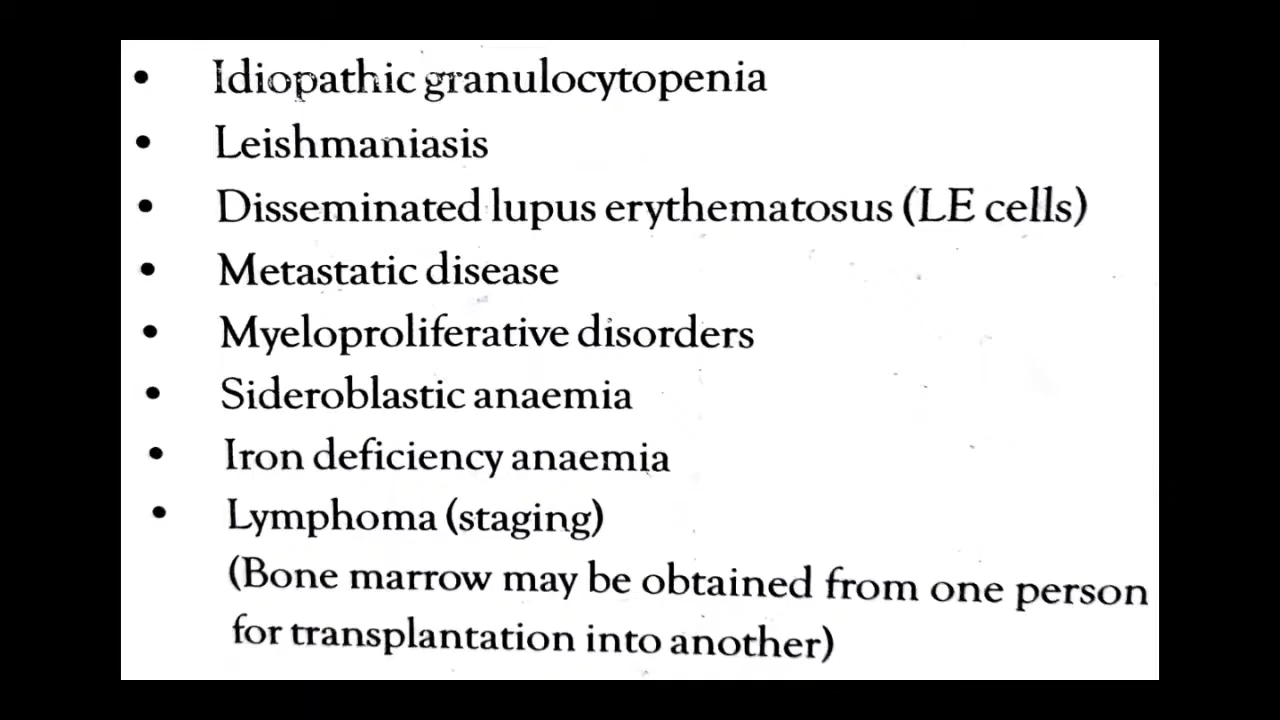 • Idiopathic granulocytopenia
• Leishmaniasis
• Disseminated lupus erythematosus (LE cells)
• Metastatic disease
• Myeloproliferative disorders
• Sideroblastic anaemia
• Iron deficiency anaemia
• Lymphoma (staging)
(Bone marrow may be obtained from one person
for transplantation into another)